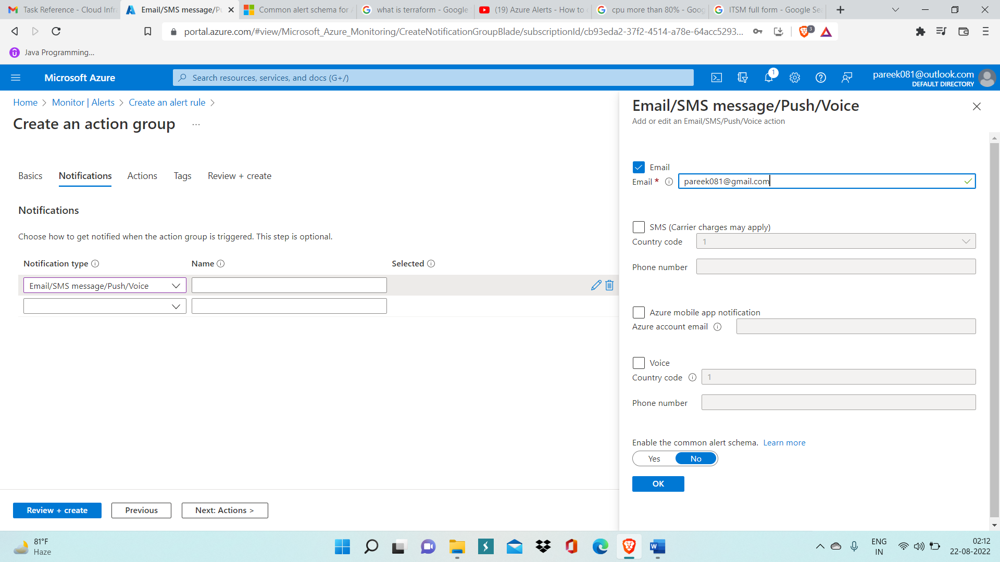 Task Reference - Cloud Infra
Email/SMS message/Pu
Common alert schema for A
what is terraform - Google S
(19) Azure Alerts - How to c
cpu more than 80% - Goog
ITSM full form - Google Sea
portal.azure.com/#view/Microsoft_Azure_Monitoring/CreateNotificationGroupBlade/subscriptionId/cb93eda2-37f2-4514-a78e-64acc5293...
3
Java Programming...
Microsoft Azure
Search resources, services, and docs (G+/)
1
pareek081@outlook.com
DEFAULT DIRECTORY
Home > Monitor | Alerts > Create an alert rule >
Create an action group ...
Basics
Notifications
Actions
Tags
Review + create
Notifications
Choose how to get notified when the action group is triggered. This step is optional.
Notification type
Name
Selected
Email/SMS message/Push/Voice
Review + create
Previous
Next: Actions >
Email/SMS message/Push/Voice
Add or edit an Email/SMS/Push/Voice action
Email
Email * pareek081@gmail.com
SMS (Carrier charges may apply)
Country code 1
Phone number
Azure mobile app notification
Azure account email
Voice
Country code 1
Phone number
Enable the common alert schema. Learn more
Yes No
OK
81°F
Haze
ENG
IN
02:12
22-08-2022